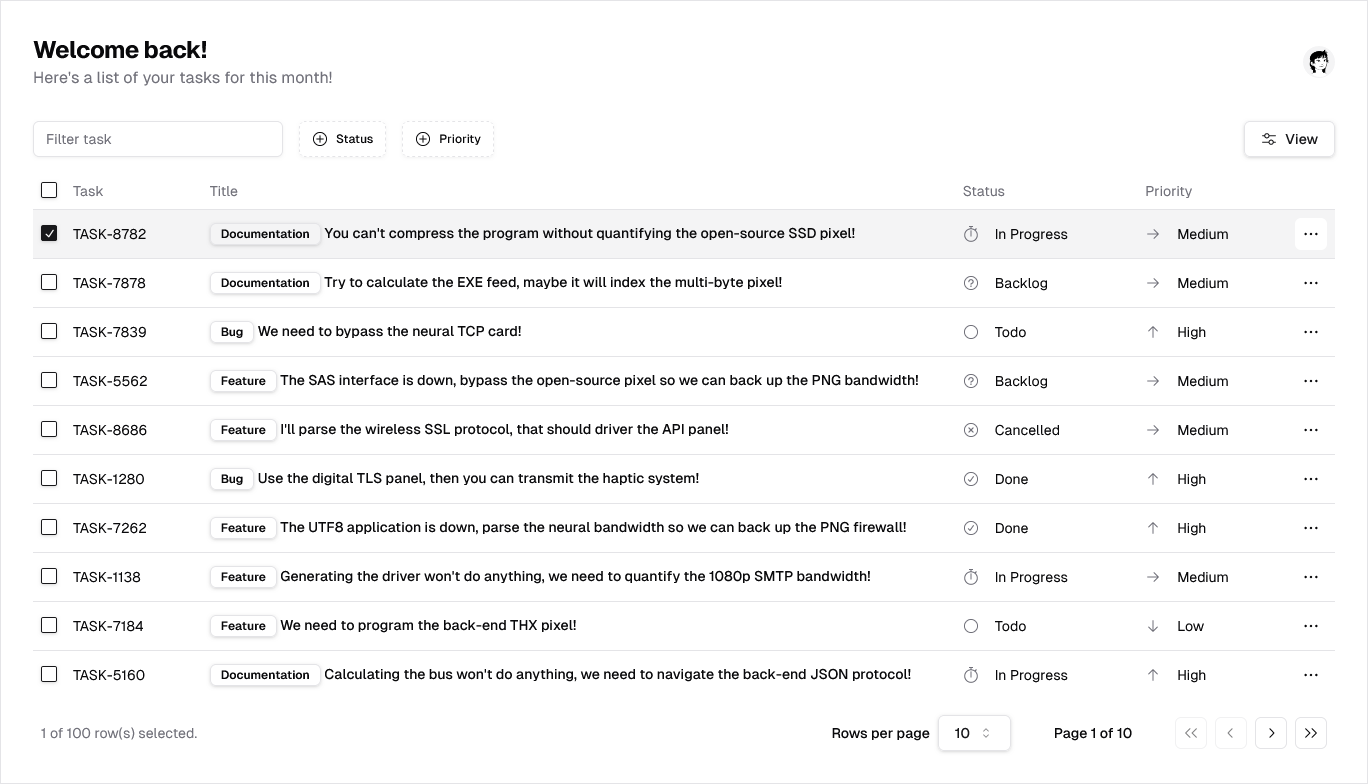 Welcome back!
Here's a list of your tasks for this month!
Filter task Status Priority View
Task Title Status Priority
TASK-8782 Documentation You can't compress the program without quantifying the open-source SSD pixel! In Progress Medium
TASK-7878 Documentation Try to calculate the EXE feed, maybe it will index the multi-byte pixel! Backlog Medium
TASK-7839 Bug We need to bypass the neural TCP card! Todo High
TASK-5562 Feature The SAS interface is down, bypass the open-source pixel so we can back up the PNG bandwidth! Backlog Medium
TASK-8686 Feature I'll parse the wireless SSL protocol, that should driver the API panel! Cancelled Medium
TASK-1280 Bug Use the digital TLS panel, then you can transmit the haptic system! Done High
TASK-7262 Feature The UTF8 application is down, parse the neural bandwidth so we can back up the PNG firewall! Done High
TASK-1138 Feature Generating the driver won't do anything, we need to quantify the 1080p SMTP bandwidth! In Progress Medium
TASK-7184 Feature We need to program the back-end THX pixel! Todo Low
TASK-5160 Documentation Calculating the bus won't do anything, we need to navigate the back-end JSON protocol! In Progress High
1 of 100 row(s) selected. Rows per page 10 Page 1 of 10